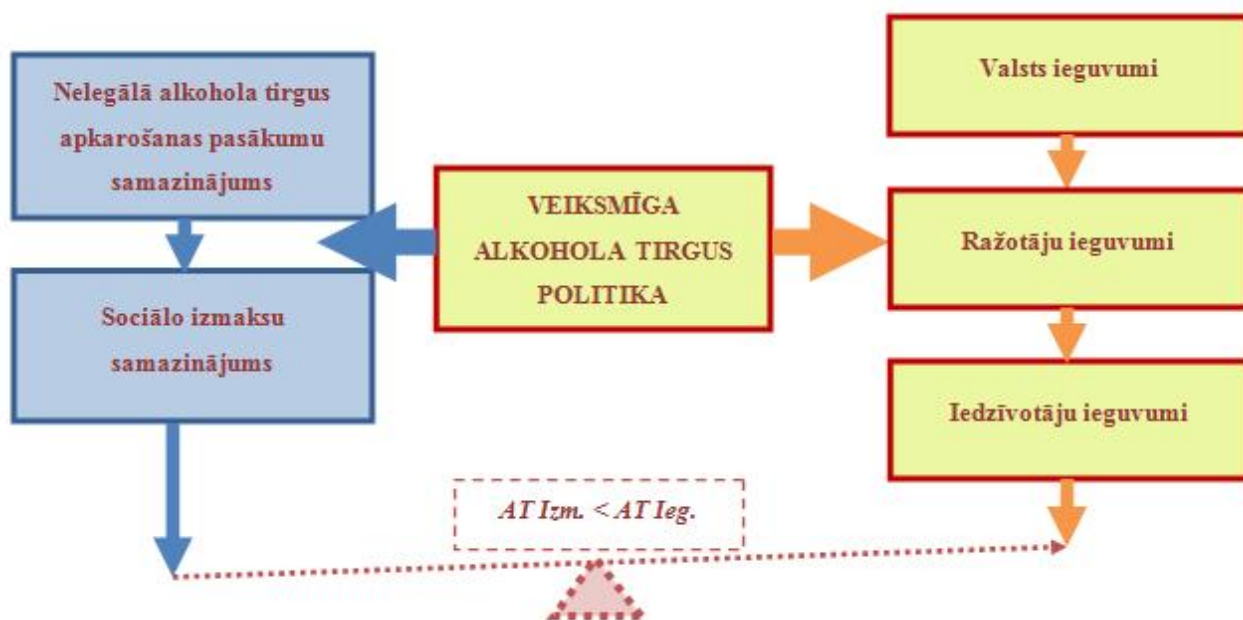 Nelegālā alkohola tirgus
apkarošanas pasākumu
samazinājums
Sociālo izmaksu
samazinājums
VEIKSMĪGA
ALKOHOLA TIRGUS
POLITIKA
Valsts ieguvumi
Ražotāju ieguvumi
Iedzīvotāju ieguvumi
AT Izm. < AT Ieg.